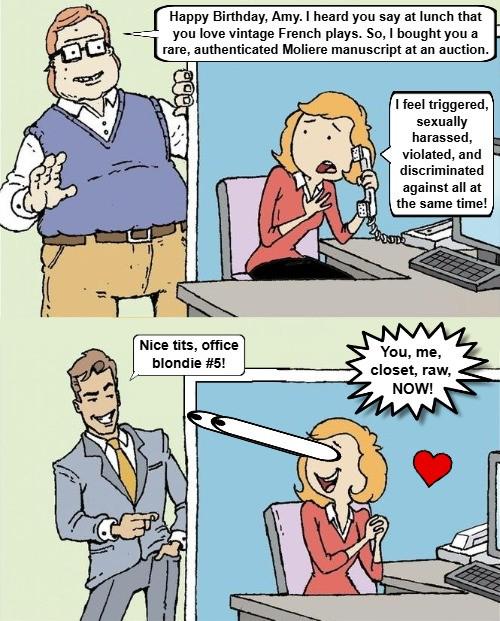 Happy Birthday, Amy. I heard you say at lunch that
you love vintage French plays. So, I bought you a
rare, authenticated Moliere manuscript at an auction.
I feel triggered,
sexually
harassed,
violated, and
discriminated
against all at
the same time!
Nice tits, office
blondie #5!
You, me,
closet, raw,
NOW!